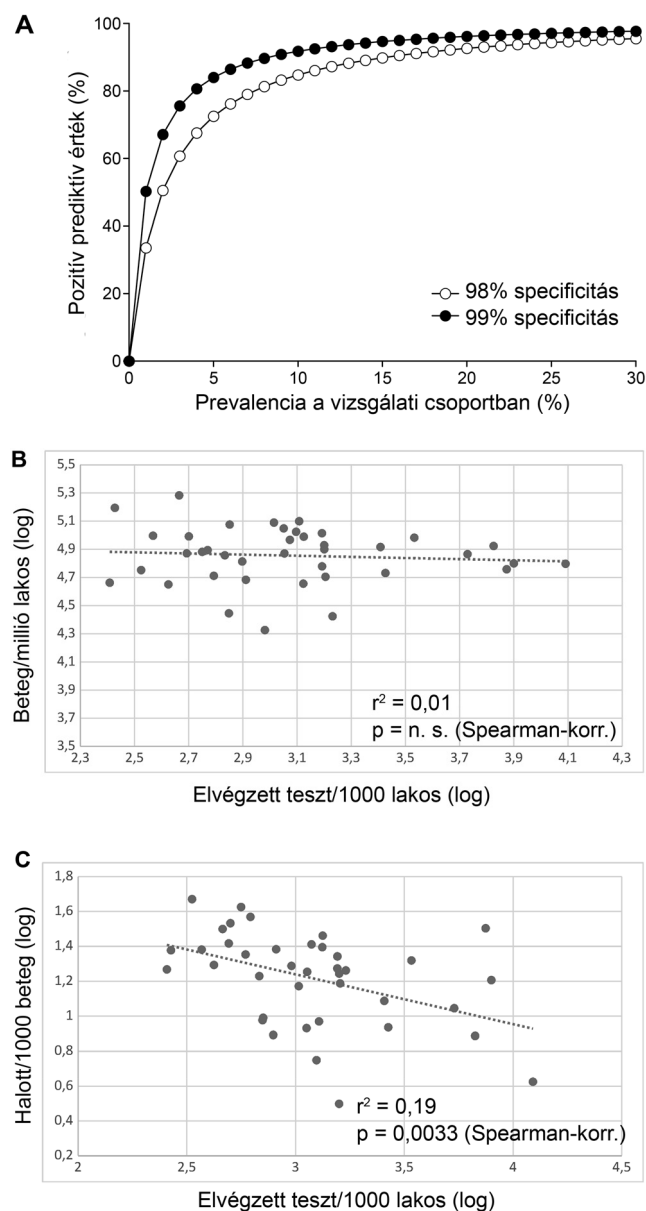 A
Pozitív prediktív érték (%)
100
80
60
40
20
0
98% specificitás
99% specificitás
0 5 10 15 20 25 30
Prevalencia a vizsgálati csoportban (%)
B
Beteg/millió lakos (log)
5,5
5,3
5,1
4,9
4,7
4,5
4,3
4,1
3,9
3,7
3,5
r² = 0,01
p = n. s. (Spearman-korr.)
2,3 2,5 2,7 2,9 3,1 3,3 3,5 3,7 3,9 4,1 4,3
Elvégzett teszt/1000 lakos (log)
C
Halott/1000 beteg (log)
1,8
1,6
1,4
1,2
1
0,8
0,6
0,4
0,2
r² = 0,19
p = 0,0033 (Spearman-korr.)
2 2,5 3 3,5 4 4,5
Elvégzett teszt/1000 lakos (log)